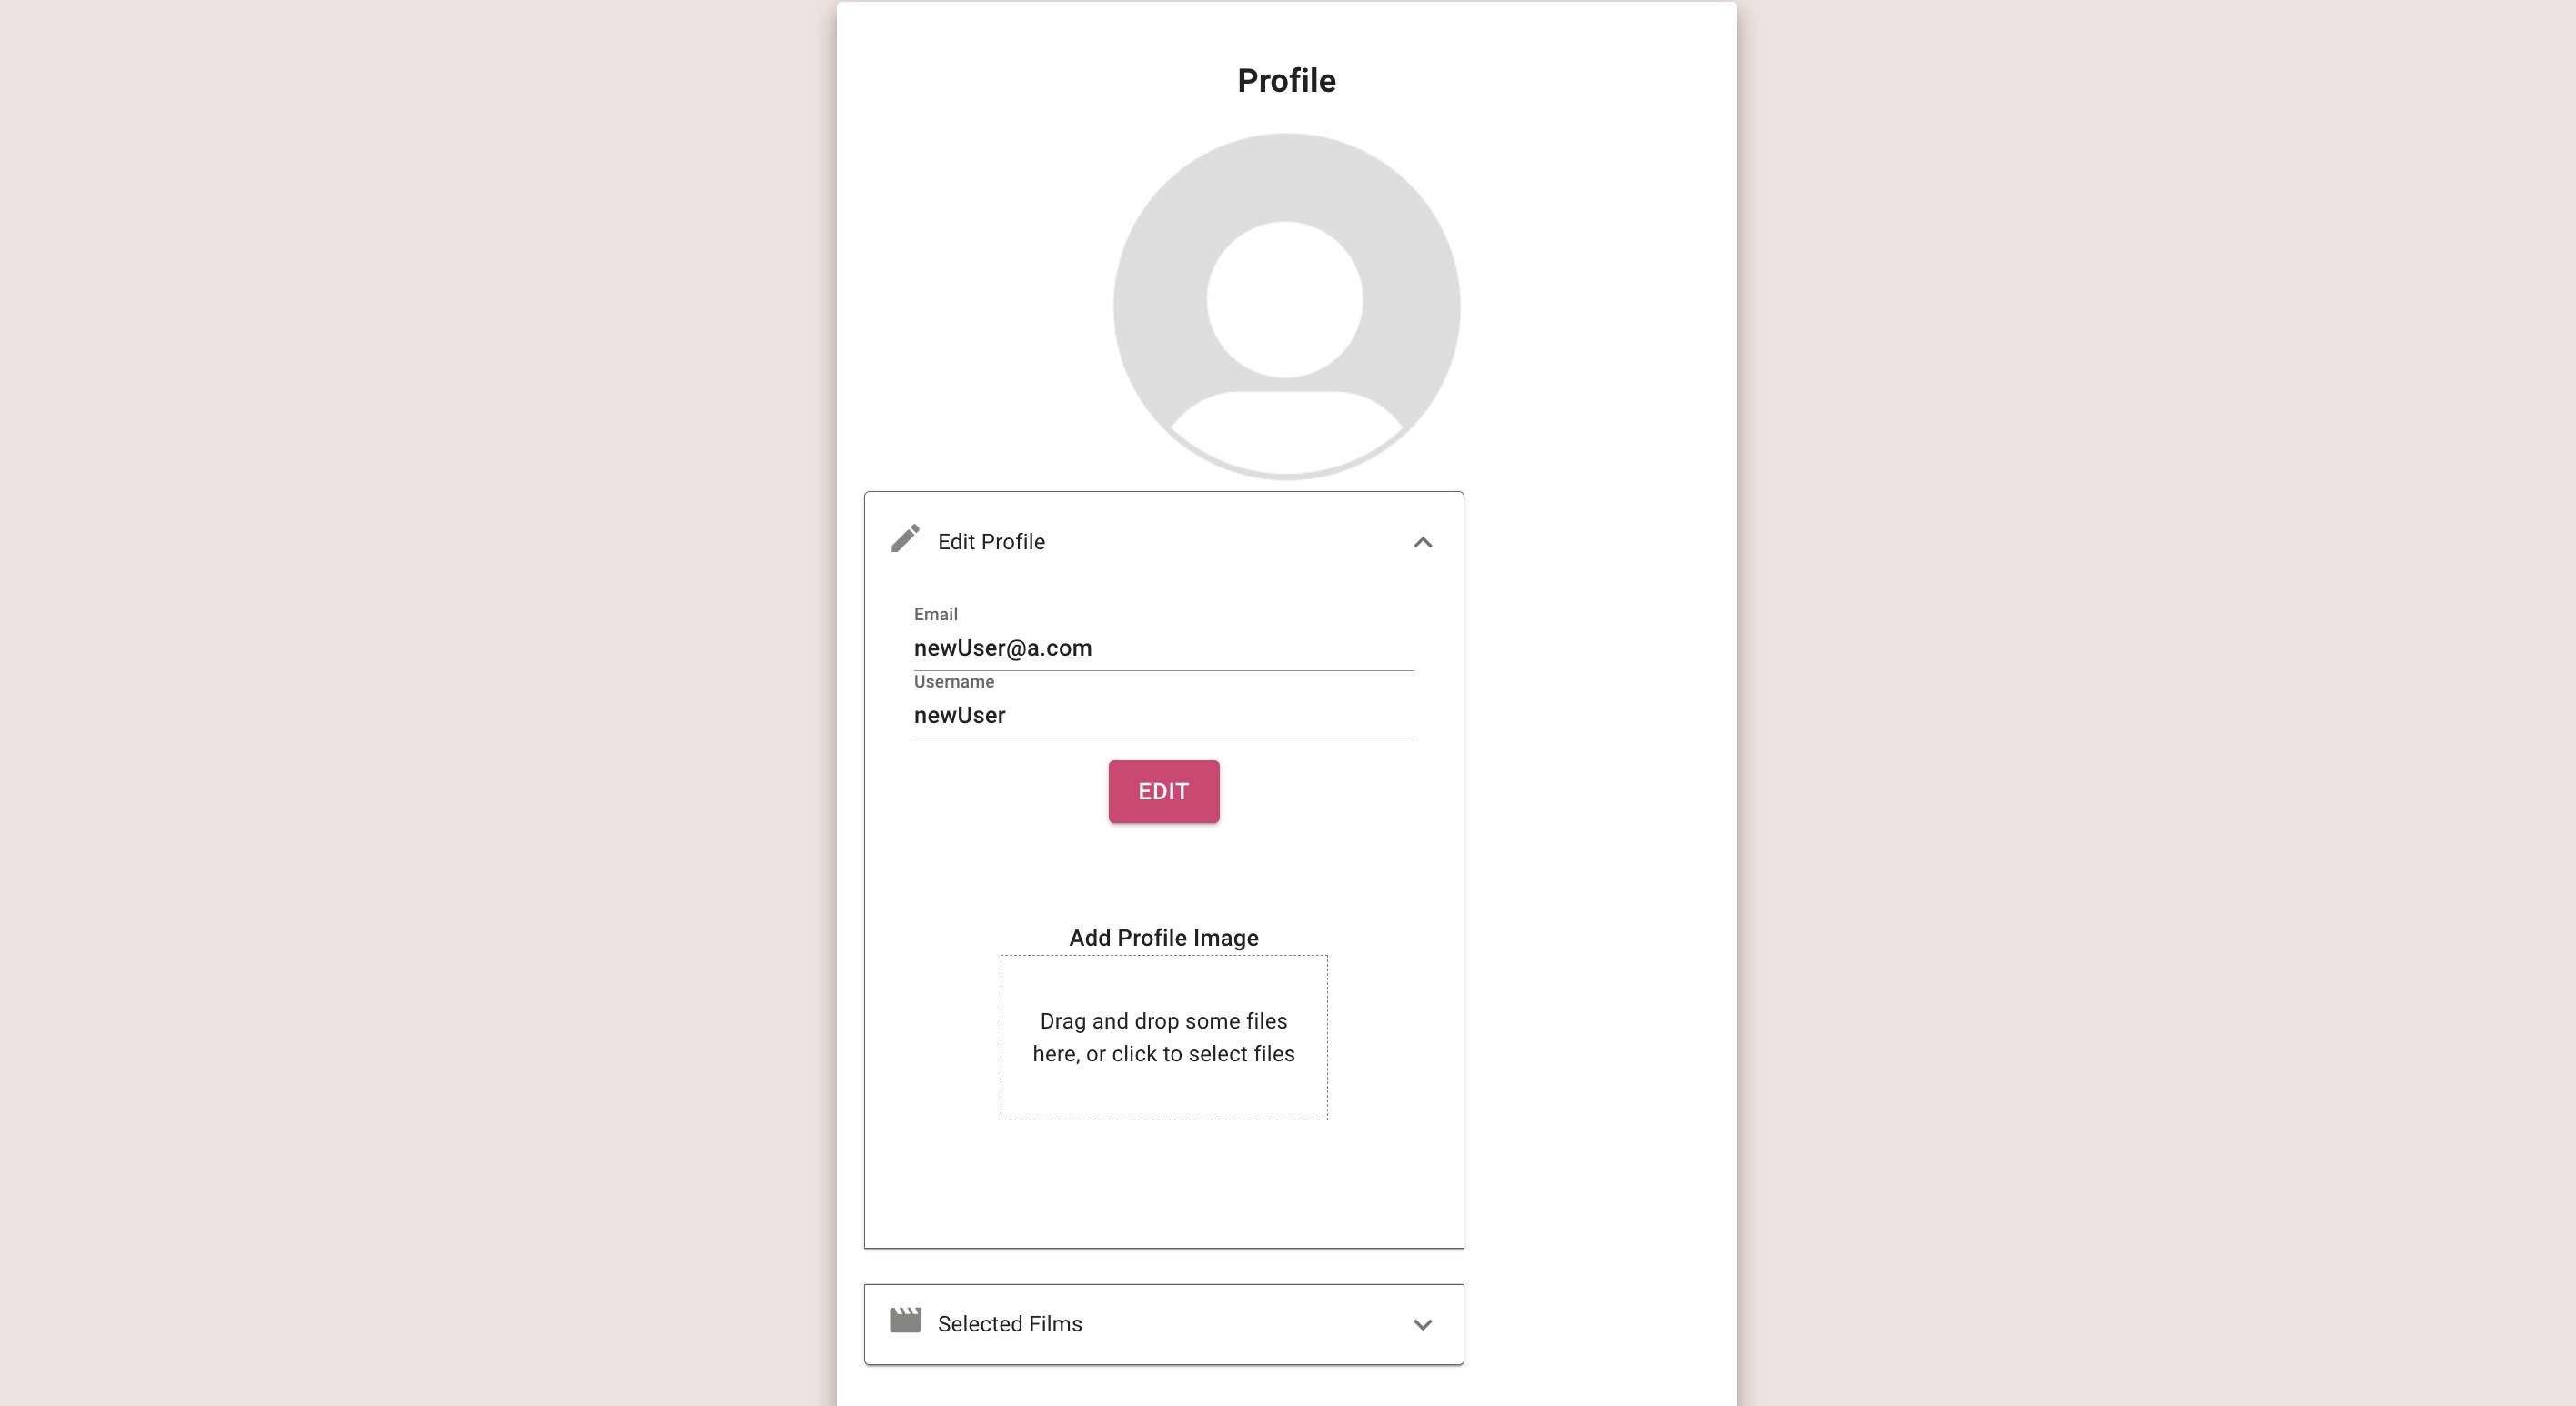 Profile
Edit Profile
Email
newUser@a.com
Username
newUser
EDIT
Add Profile Image
Drag and drop some files
here, or click to select files
Selected Films